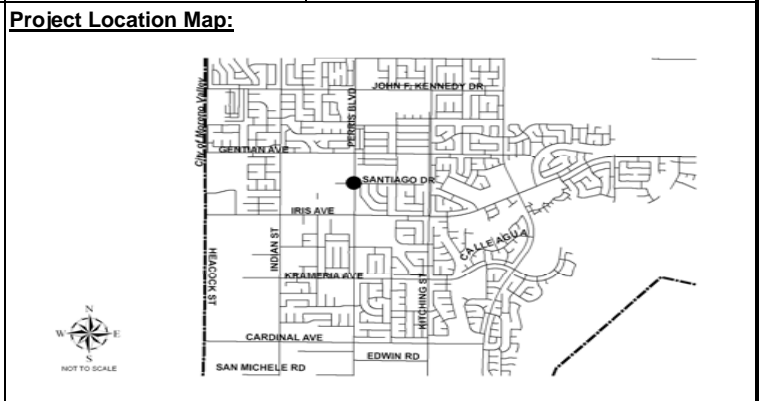 Project Location Map:
JOHN F. KENNEDY DR
City of Moreno Valley
PERRIS BLVD
GENTIAN AVE
SANTIAGO DR
IRIS AVE
INDIAN ST
CALLE AGUA
HEACOCK ST
KRAMERIA AVE
KITCHING ST
N
W E
S
NOT TO SCALE
CARDINAL AVE
EDWIN RD
SAN MICHELE RD